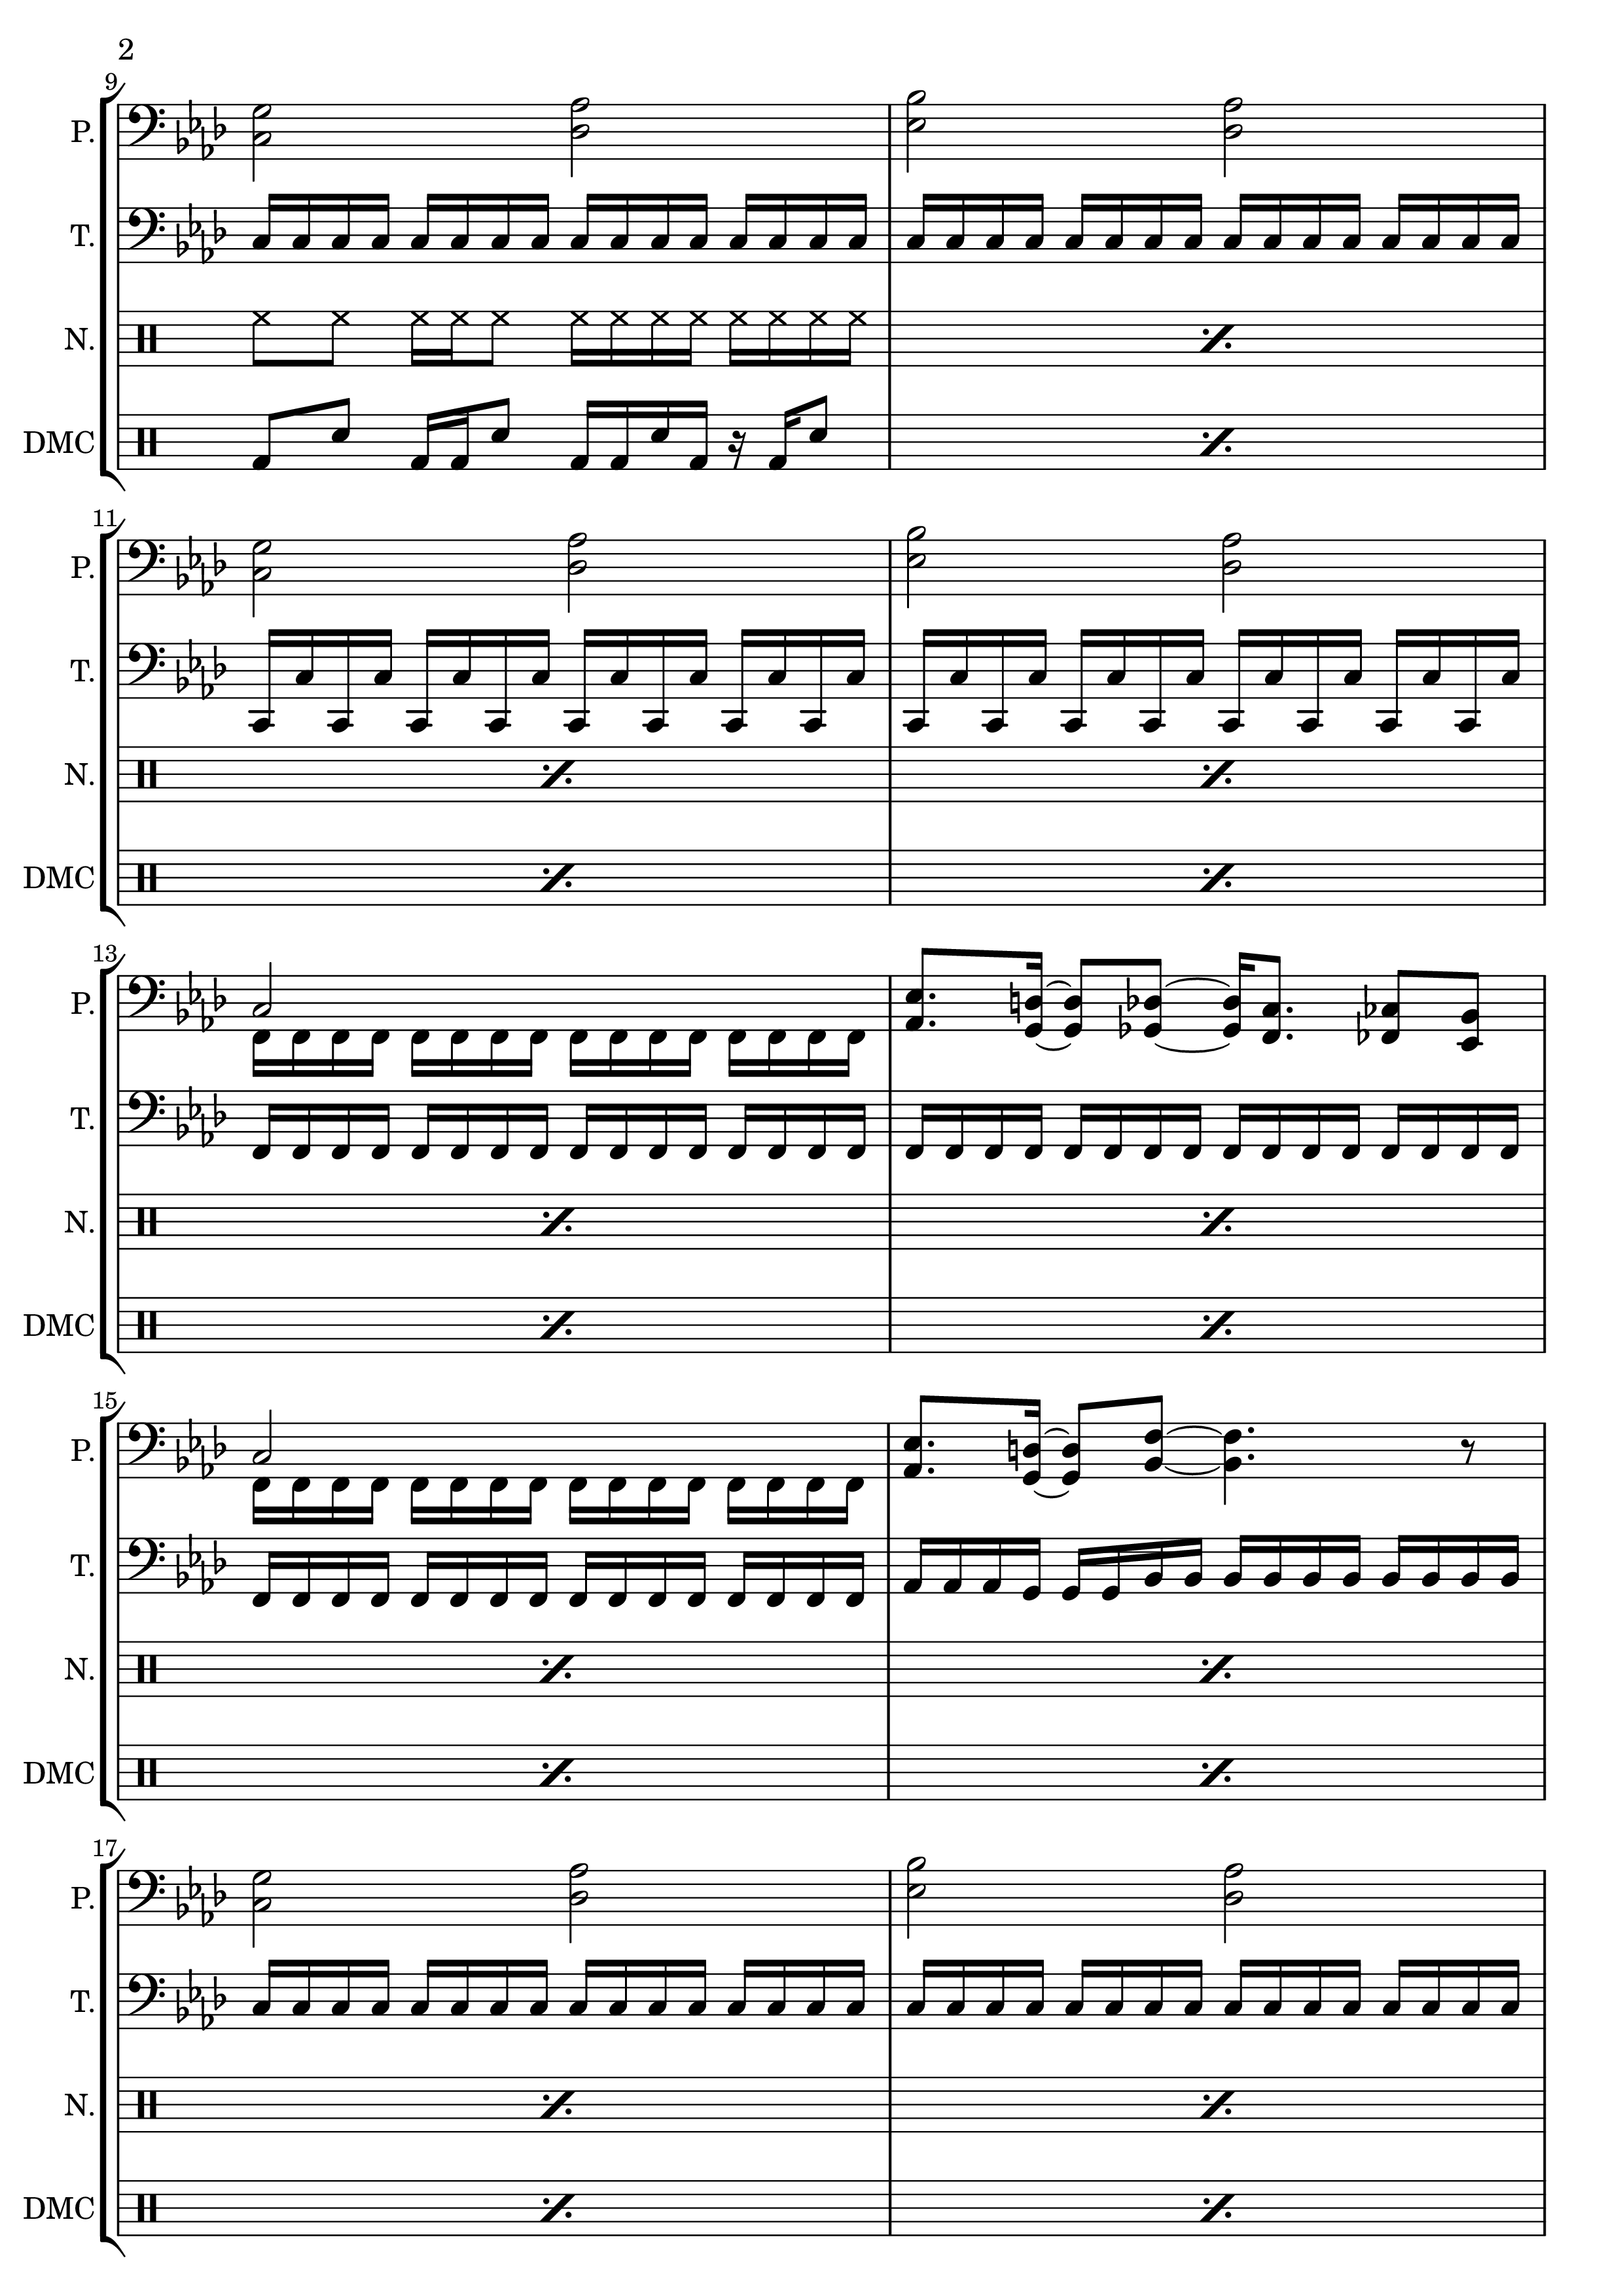 2
9
P.
T.
N.
DMC
11
P.
T.
N.
DMC
13
P.
T.
N.
DMC
15
P.
T.
N.
DMC
17
P.
T.
N.
DMC